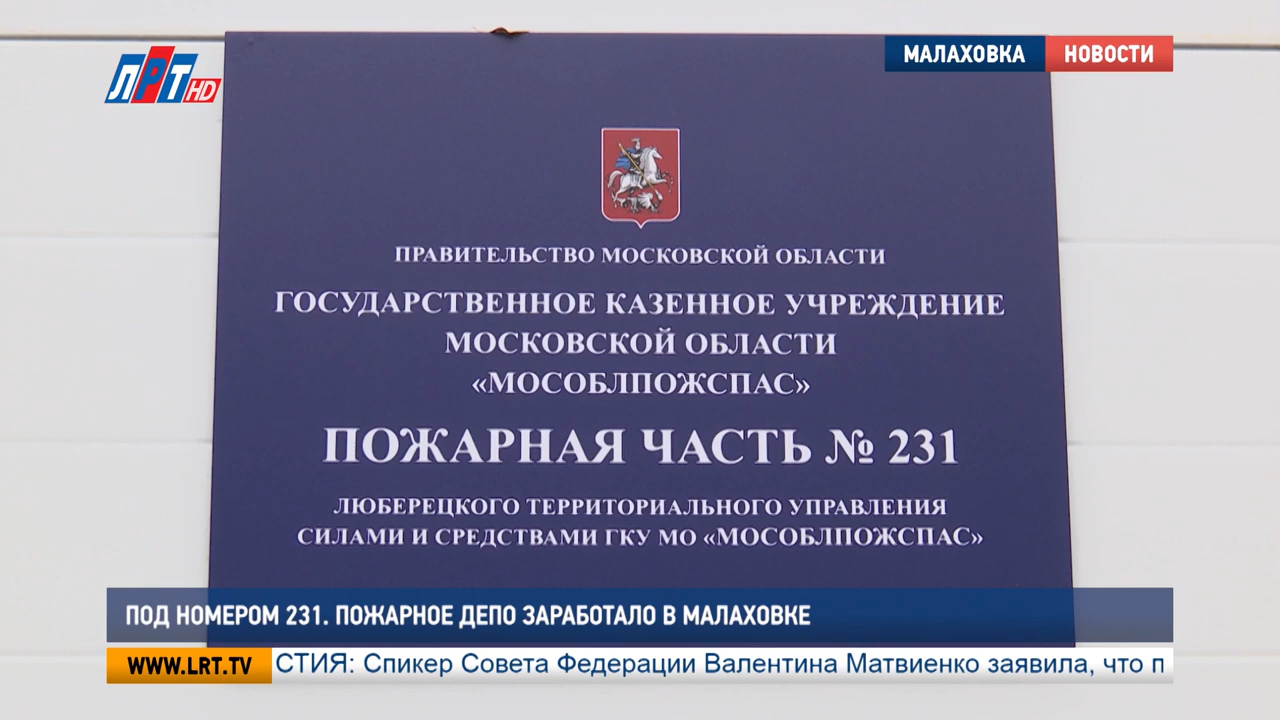 ЛРТ HD
МАЛАХОВКА НОВОСТИ
ПРАВИТЕЛЬСТВО МОСКОВСКОЙ ОБЛАСТИ
ГОСУДАРСТВЕННОЕ КАЗЕННОЕ УЧРЕЖДЕНИЕ
МОСКОВСКОЙ ОБЛАСТИ
«МОСОБЛПОЖСПАС»
ПОЖАРНАЯ ЧАСТЬ № 231
ЛЮБЕРЕЦКОГО ТЕРРИТОРИАЛЬНОГО УПРАВЛЕНИЯ
СИЛАМИ И СРЕДСТВАМИ ГКУ МО «МОСОБЛПОЖСПАС»
ПОД НОМЕРОМ 231. ПОЖАРНОЕ ДЕПО ЗАРАБОТАЛО В МАЛАХОВКЕ
WWW.LRT.TV СТИЯ: Спикер Совета Федерации Валентина Матвиенко заявила, что п